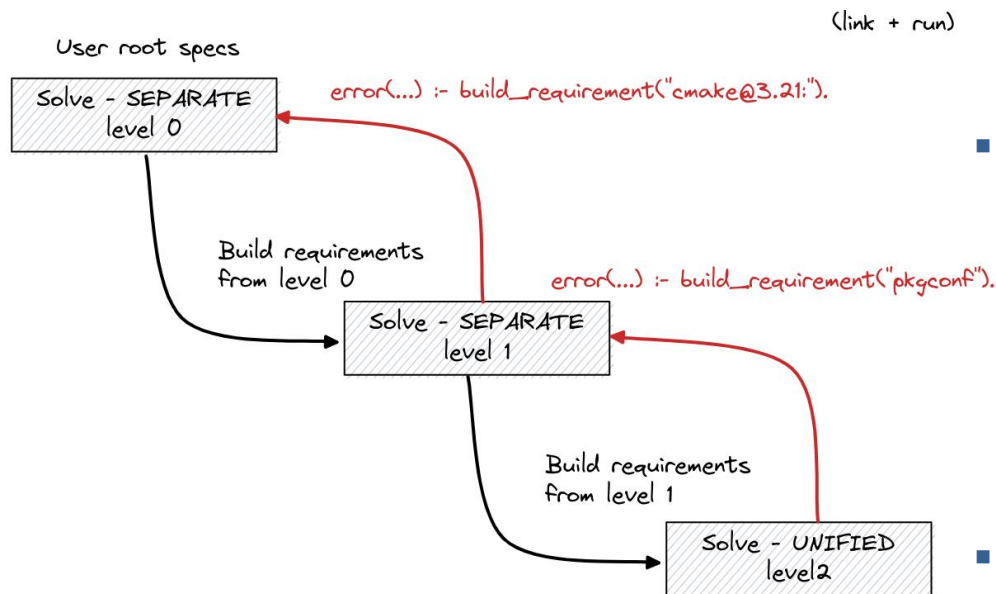 (link + run)
User root specs
Solve - SEPARATE
level 0
error(...) :- build_requirement("cmake@3.21:").
Build requirements
from level 0
error(...) :- build_requirement("pkgconf").
Solve - SEPARATE
level 1
Build requirements
from level 1
Solve - UNIFIED
level2